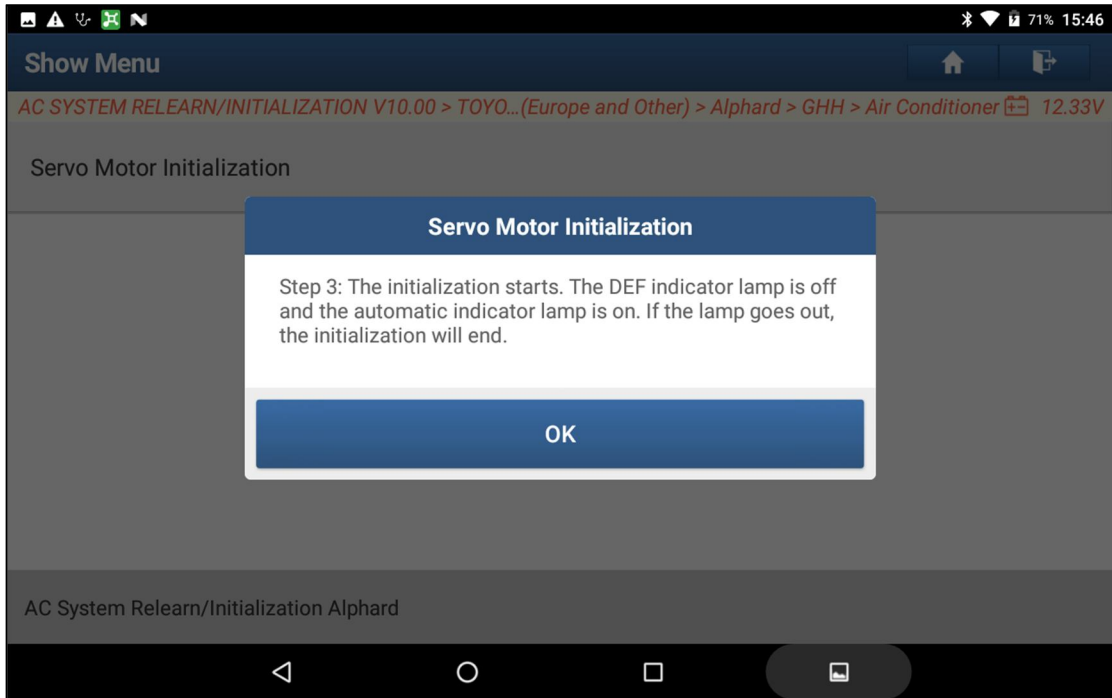 71% 15:46
Show Menu
AC SYSTEM RELEARN/INITIALIZATION V10.00 > TOYO...(Europe and Other) > Alphard > GHH > Air Conditioner 12.33V
Servo Motor Initialization
Servo Motor Initialization
Step 3: The initialization starts. The DEF indicator lamp is off
and the automatic indicator lamp is on. If the lamp goes out,
the initialization will end.
OK
AC System Relearn/Initialization Alphard